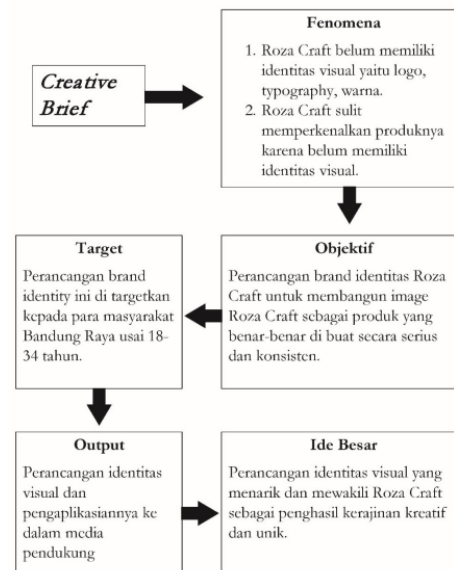 Creative
Brief
Fenomena
1. Roza Craft belum memiliki
identitas visual yaitu logo,
typography, warna.
2. Roza Craft sulit
memperkenalkan produknya
karena belum memiliki
identitas visual.
Objektif
Perancangan brand identitas Roza
Craft untuk membangun image
Roza Craft sebagai produk yang
benar-benar di buat secara serius
dan konsisten.
Target
Perancangan brand
identity ini di targetkan
kepada para masyarakat
Bandung Raya usai 18-
34 tahun.
Output
Perancangan identitas
visual dan
pengaplikasiannya ke
dalam media
pendukung
Ide Besar
Perancangan identitas visual yang
menarik dan mewakili Roza Craft
sebagai penghasil kerajinan kreatif
dan unik.